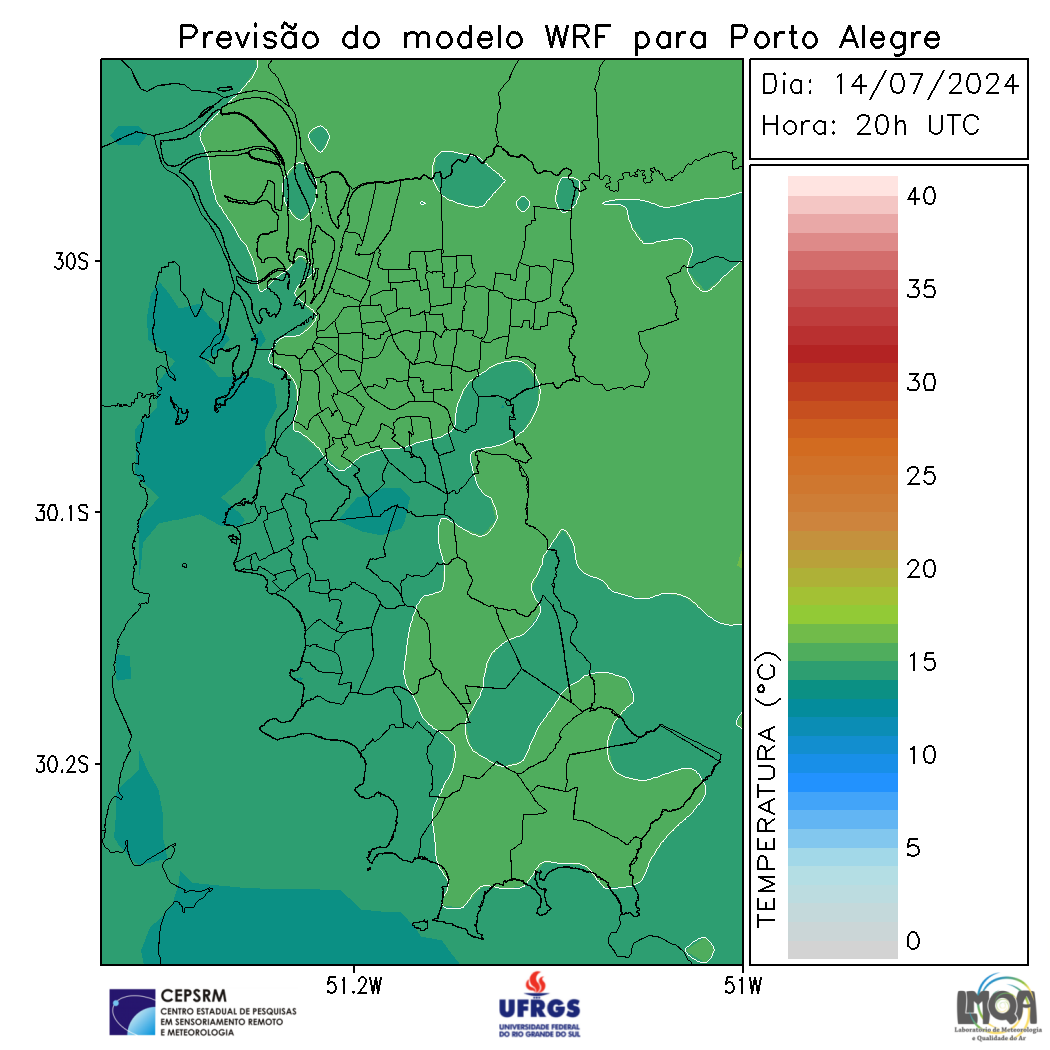 Previsão do modelo WRF para Porto Alegre
Dia: 14/07/2024
Hora: 20h UTC
30S
30.1S
30.2S
51.2W
51W
TEMPERATURA (°C)
40
35
30
25
20
15
10
5
0
CEPSRM
CENTRO ESTADUAL DE PESQUISAS
EM SENSORIAMENTO REMOTO
E METEOROLOGIA
UFRGS
UNIVERSIDADE FEDERAL
DO RIO GRANDE DO SUL
LMQA
Laboratório de Meteorologia
e Qualidade do Ar